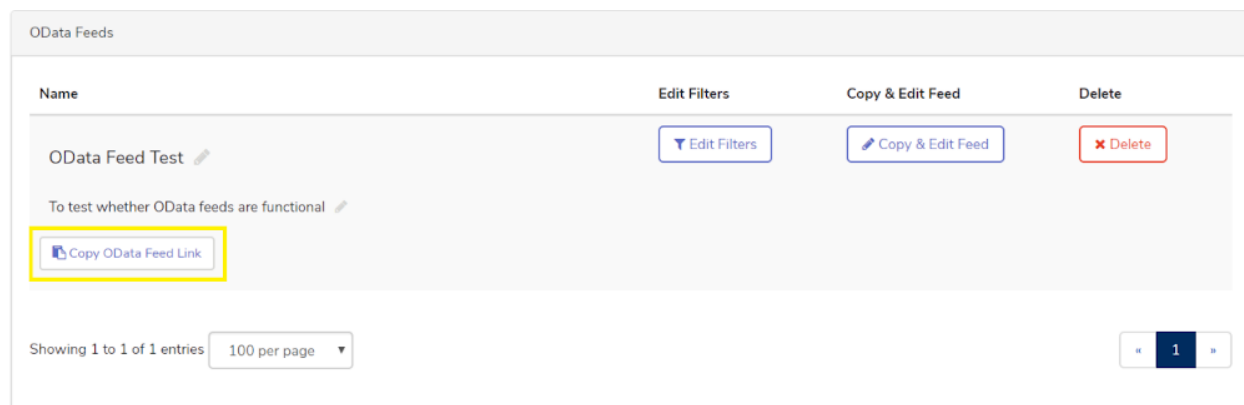 OData Feeds
Name Edit Filters Copy & Edit Feed Delete
OData Feed Test Edit Filters Copy & Edit Feed Delete
To test whether OData feeds are functional
Copy OData Feed Link
Showing 1 to 1 of 1 entries 100 per page « 1 »